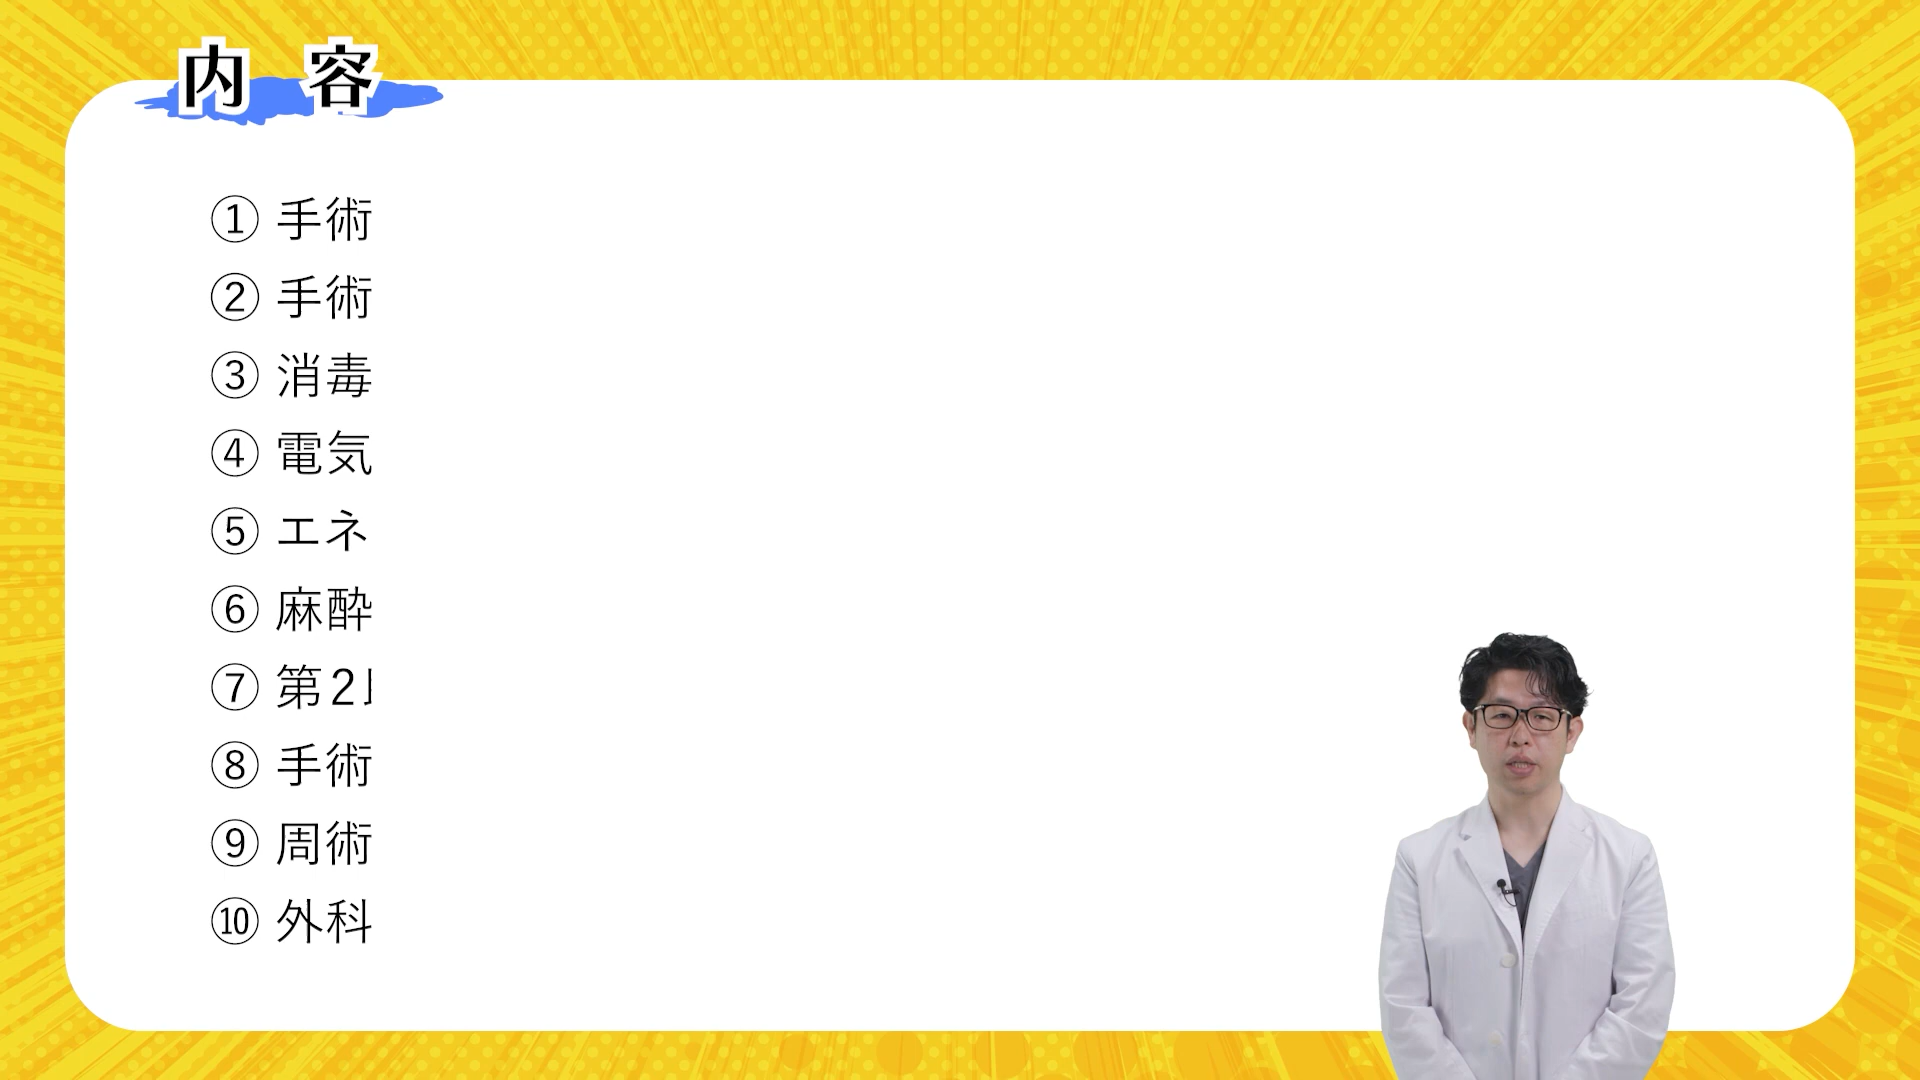 内 容
① 手術
② 手術
③ 消毒
④ 電気
⑤ エネ
⑥ 麻酔
⑦ 第2
⑧ 手術
⑨ 周術
⑩ 外科